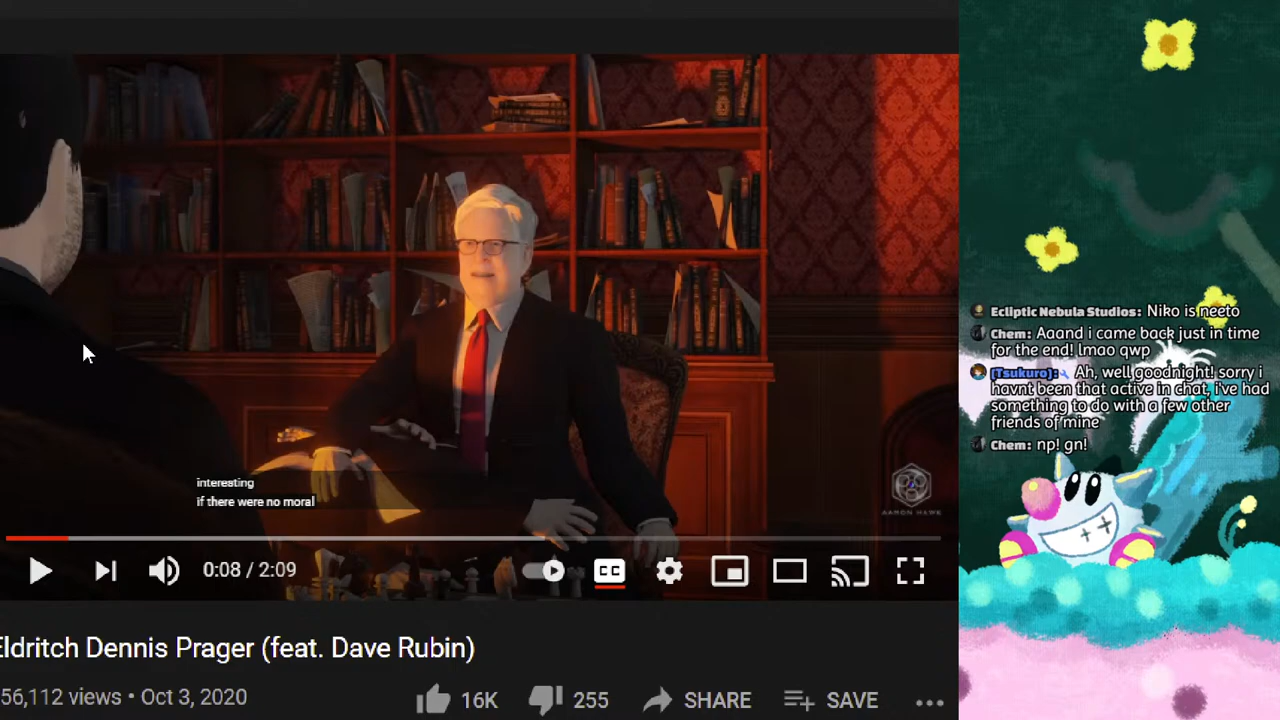 interesting
if there were no moral
AARON HAWK
0:08 / 2:09
CC
Eldritch Dennis Prager (feat. Dave Rubin)
56,112 views • Oct 3, 2020
16K
255
SHARE
SAVE
Ecliptic Nebula Studios: Niko is neeto
Chem: Aaand i came back just in time
for the end! lmao qwp
[Tsukuro]: Ah, well goodnight! sorry i
havnt been that active in chat, i've had
something to do with a few other
friends of mine
Chem: np! gn!